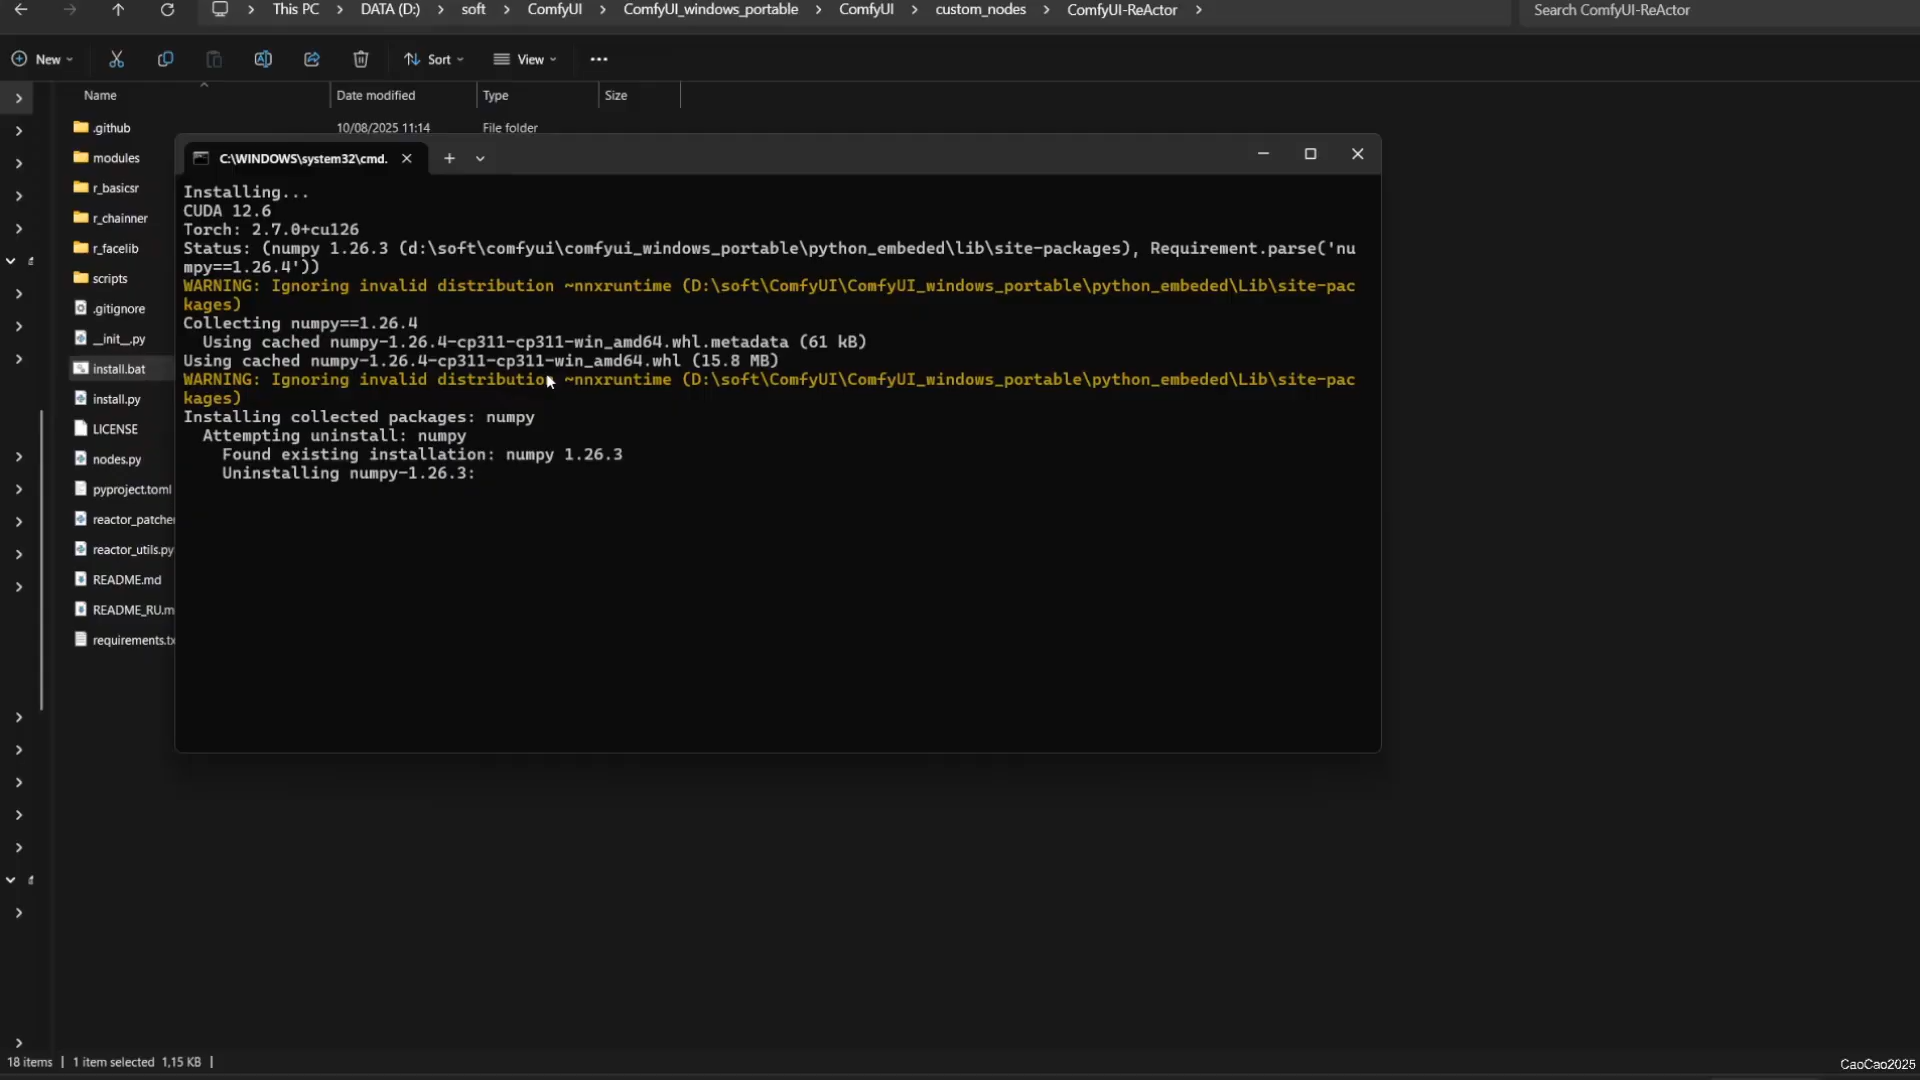 This PC > DATA (D:) > soft > ComfyUI > ComfyUI_windows_portable > ComfyUI > custom_nodes > ComfyUI-ReActor >
Search ComfyUI-ReActor
New
Sort
View
Name
Date modified
Type
Size
.github
10/08/2025 11:14
File folder
modules
r_basicsr
r_chainner
r_facelib
scripts
.gitignore
__init__.py
install.bat
install.py
LICENSE
nodes.py
pyproject.toml
reactor_patcher
reactor_utils.py
README.md
README_RU.m
requirements.tx
C:\WINDOWS\system32\cmd.
Installing...
CUDA 12.6
Torch: 2.7.0+cu126
Status: (numpy 1.26.3 (d:\soft\comfyui\comfyui_windows_portable\python_embeded\lib\site-packages), Requirement.parse('nu
mpy==1.26.4'))
WARNING: Ignoring invalid distribution ~nnxruntime (D:\soft\ComfyUI\ComfyUI_windows_portable\python_embeded\Lib\site-pac
kages)
Collecting numpy==1.26.4
Using cached numpy-1.26.4-cp311-cp311-win_amd64.whl.metadata (61 kB)
Using cached numpy-1.26.4-cp311-cp311-win_amd64.whl (15.8 MB)
WARNING: Ignoring invalid distribution ~nnxruntime (D:\soft\ComfyUI\ComfyUI_windows_portable\python_embeded\Lib\site-pac
kages)
Installing collected packages: numpy
Attempting uninstall: numpy
Found existing installation: numpy 1.26.3
Uninstalling numpy-1.26.3:
18 items | 1 item selected 1,15 KB |
CaoCao2025